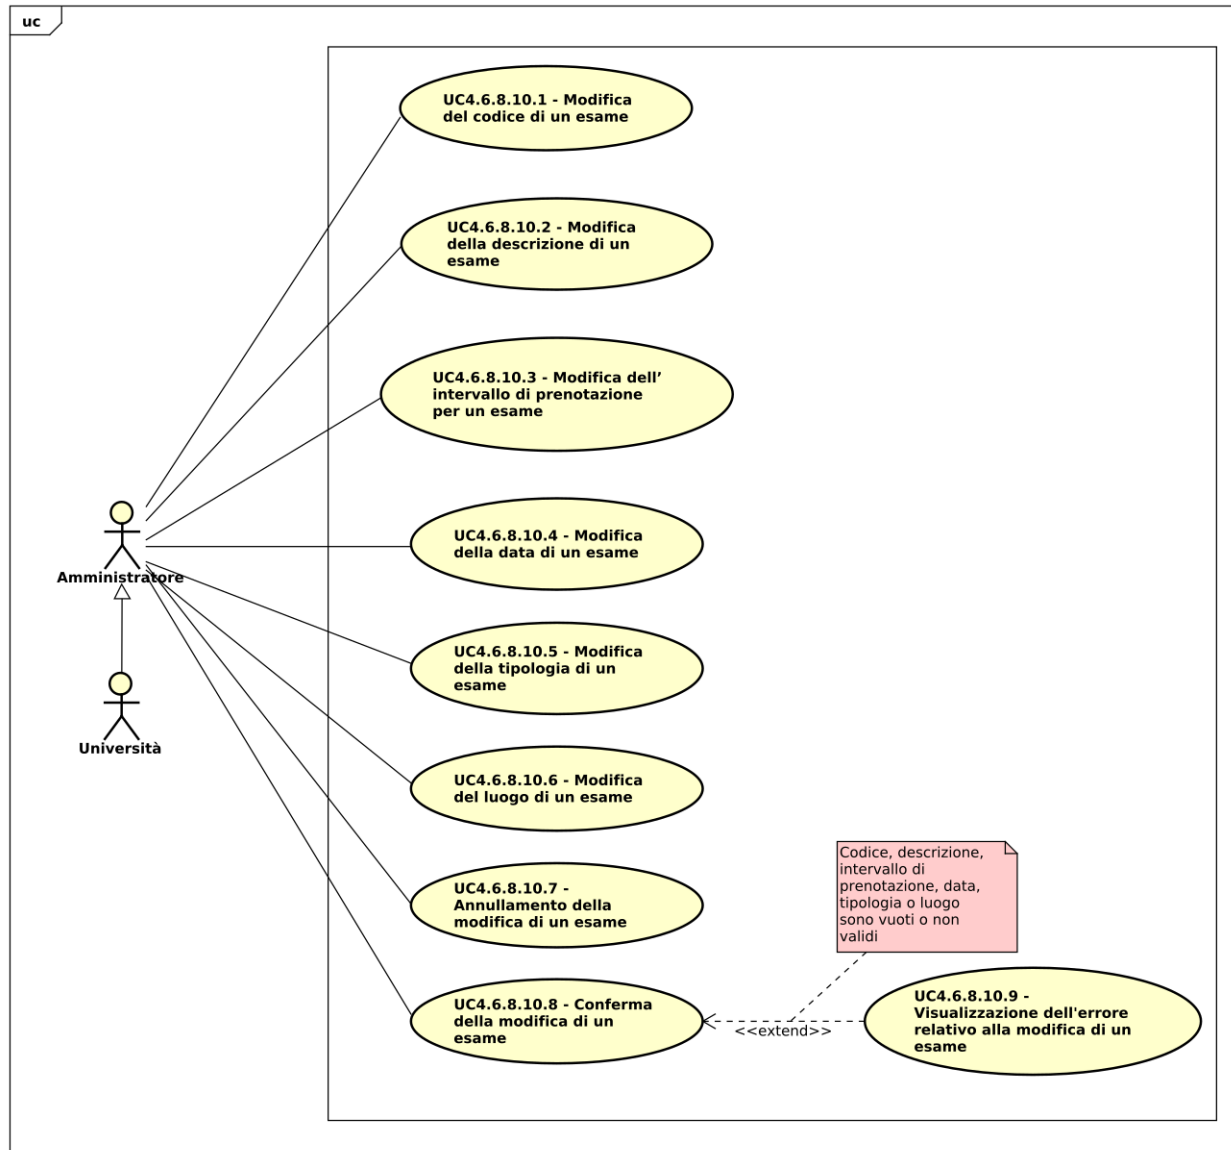 uc
UC4.6.8.10.1 - Modifica
del codice di un esame
UC4.6.8.10.2 - Modifica
della descrizione di un
esame
UC4.6.8.10.3 - Modifica dell’
intervallo di prenotazione
per un esame
UC4.6.8.10.4 - Modifica
della data di un esame
Amministratore
UC4.6.8.10.5 - Modifica
della tipologia di un
esame
Università
UC4.6.8.10.6 - Modifica
del luogo di un esame
Codice, descrizione,
intervallo di
prenotazione, data,
tipologia o luogo
sono vuoti o non
validi
UC4.6.8.10.7 -
Annullamento della
modifica di un esame
UC4.6.8.10.8 - Conferma
della modifica di un
esame
<<extend>>
UC4.6.8.10.9 -
Visualizzazione dell'errore
relativo alla modifica di un
esame